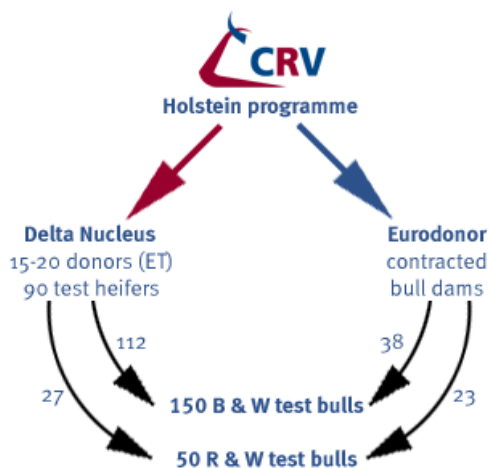 CRV
Holstein programme
Delta Nucleus
15-20 donors (ET)
90 test heifers
Eurodonor
contracted
bull dams
112
38
27
23
150 B & W test bulls
50 R & W test bulls